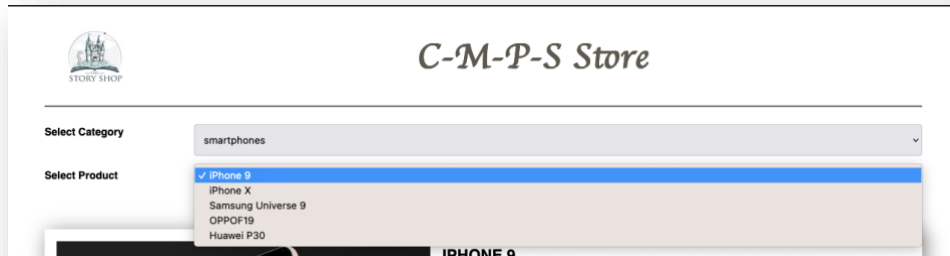 C-M-P-S Store
STORY SHOP
Select Category
smartphones
Select Product
✓ iPhone 9
iPhone X
Samsung Universe 9
OPPOF19
Huawei P30
IPHONE 9